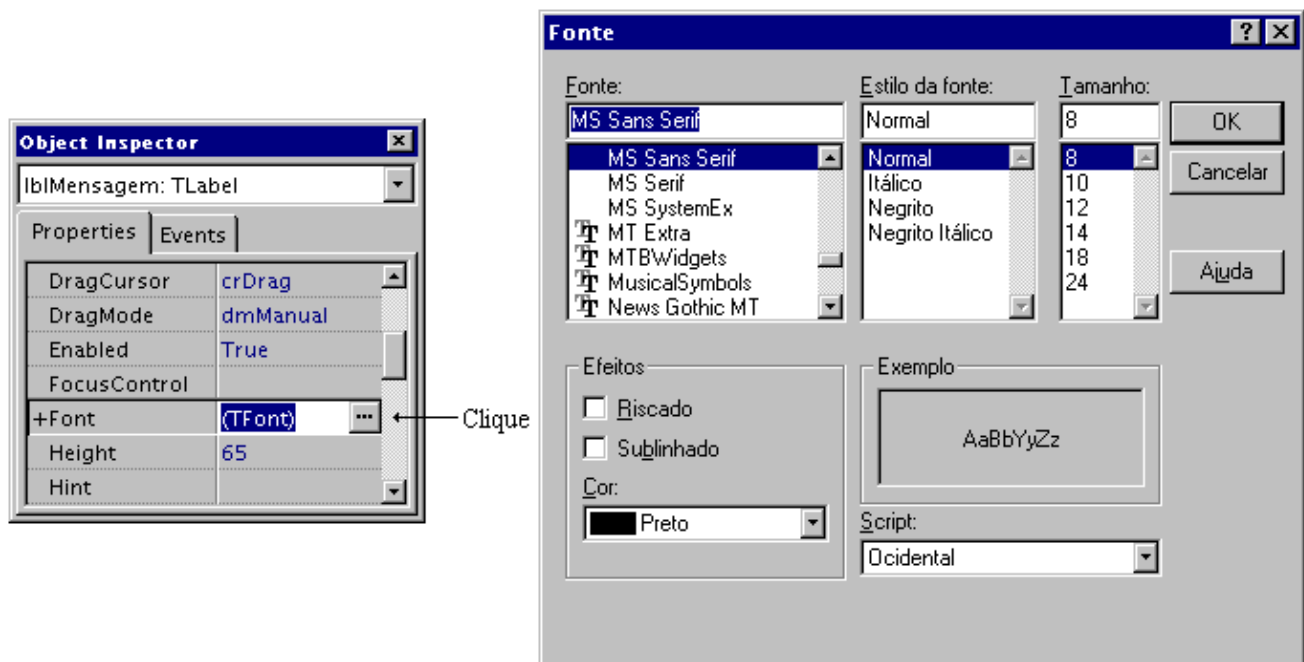 Object Inspector
lblMensagem: TLabel
Properties Events
DragCursor crDrag
DragMode dmManual
Enabled True
FocusControl
+Font (TFont) ...
Height 65
Hint
Clique
Fonte
Fonte: Estilo da fonte: Tamanho:
MS Sans Serif Normal 8 OK
MS Sans Serif Normal 8
MS Serif Itálico 10 Cancelar
MS SystemEx Negrito 12
MT Extra Negrito Itálico 14
MTBWidgets 18
MusicalSymbols 24 Ajuda
News Gothic MT
Efeitos Exemplo
Riscado
Sublinhado AaBbYyZz
Cor:
Preto Script:
Ocidental